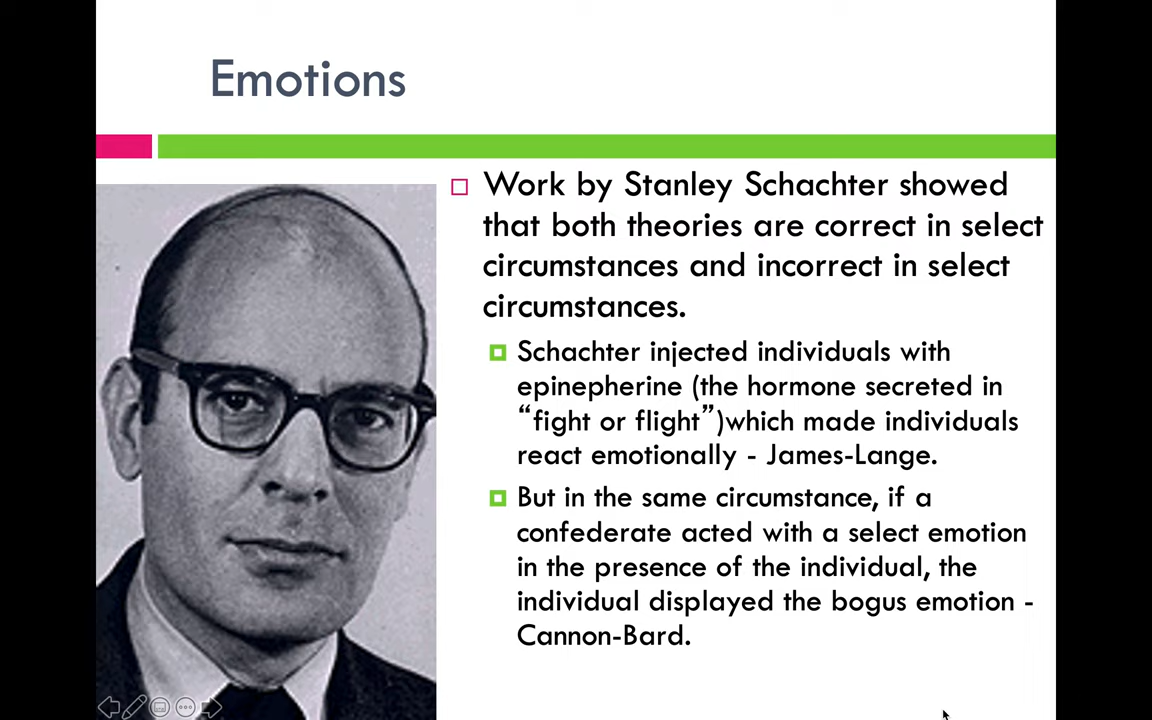 Emotions
Work by Stanley Schachter showed
that both theories are correct in select
circumstances and incorrect in select
circumstances.
Schachter injected individuals with
epinepherine (the hormone secreted in
“fight or flight”)which made individuals
react emotionally - James-Lange.
But in the same circumstance, if a
confederate acted with a select emotion
in the presence of the individual, the
individual displayed the bogus emotion -
Cannon-Bard.